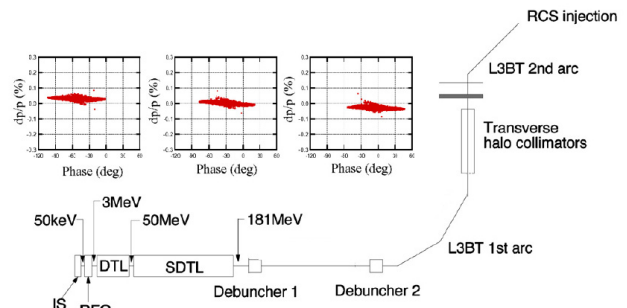 RCS injection
L3BT 2nd arc
Transverse
halo collimators
L3BT 1st arc
dp/p (%)
0.3
0.2
0.1
0.0
-0.1
-0.2
-0.3
-120 -90 -60 -30 0 30 60
Phase (deg)
dp/p (%)
0.3
0.2
0.1
0.0
-0.1
-0.2
-0.3
-120 -90 -60 -30 0 30 60
Phase (deg)
dp/p (%)
0.3
0.2
0.1
0.0
-0.1
-0.2
-0.3
-120 -90 -60 -30 0 30 60
Phase (deg)
3MeV
50keV 50MeV 181MeV
DTL SDTL
Debuncher 1 Debuncher 2
IS